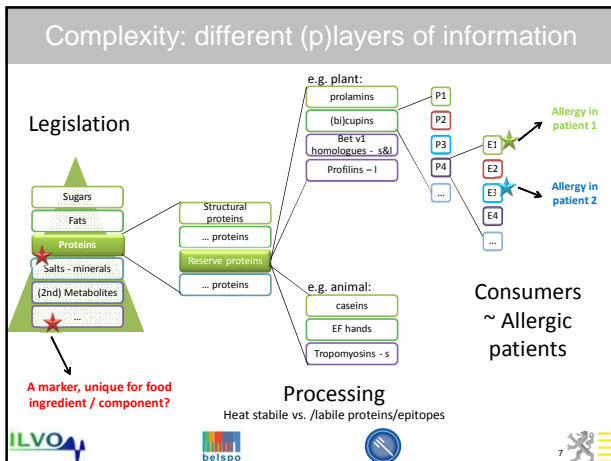 Complexity: different (p)layers of information
Legislation
Sugars
Fats
Proteins
Salts - minerals
(2nd) Metabolites
...
A marker, unique for food
ingredient / component?
Structural
proteins
... proteins
Reserve proteins
... proteins
e.g. plant:
prolamins
(bi)cupins
Bet v1
homologues - s&l
Profilins – l
e.g. animal:
caseins
EF hands
Tropomyosins - s
P1
P2
P3
P4
...
E1
E2
E3
E4
...
Allergy in
patient 1
Allergy in
patient 2
Consumers
~ Allergic
patients
Processing
Heat stabile vs. /labile proteins/epitopes
ILVO
belspo
7